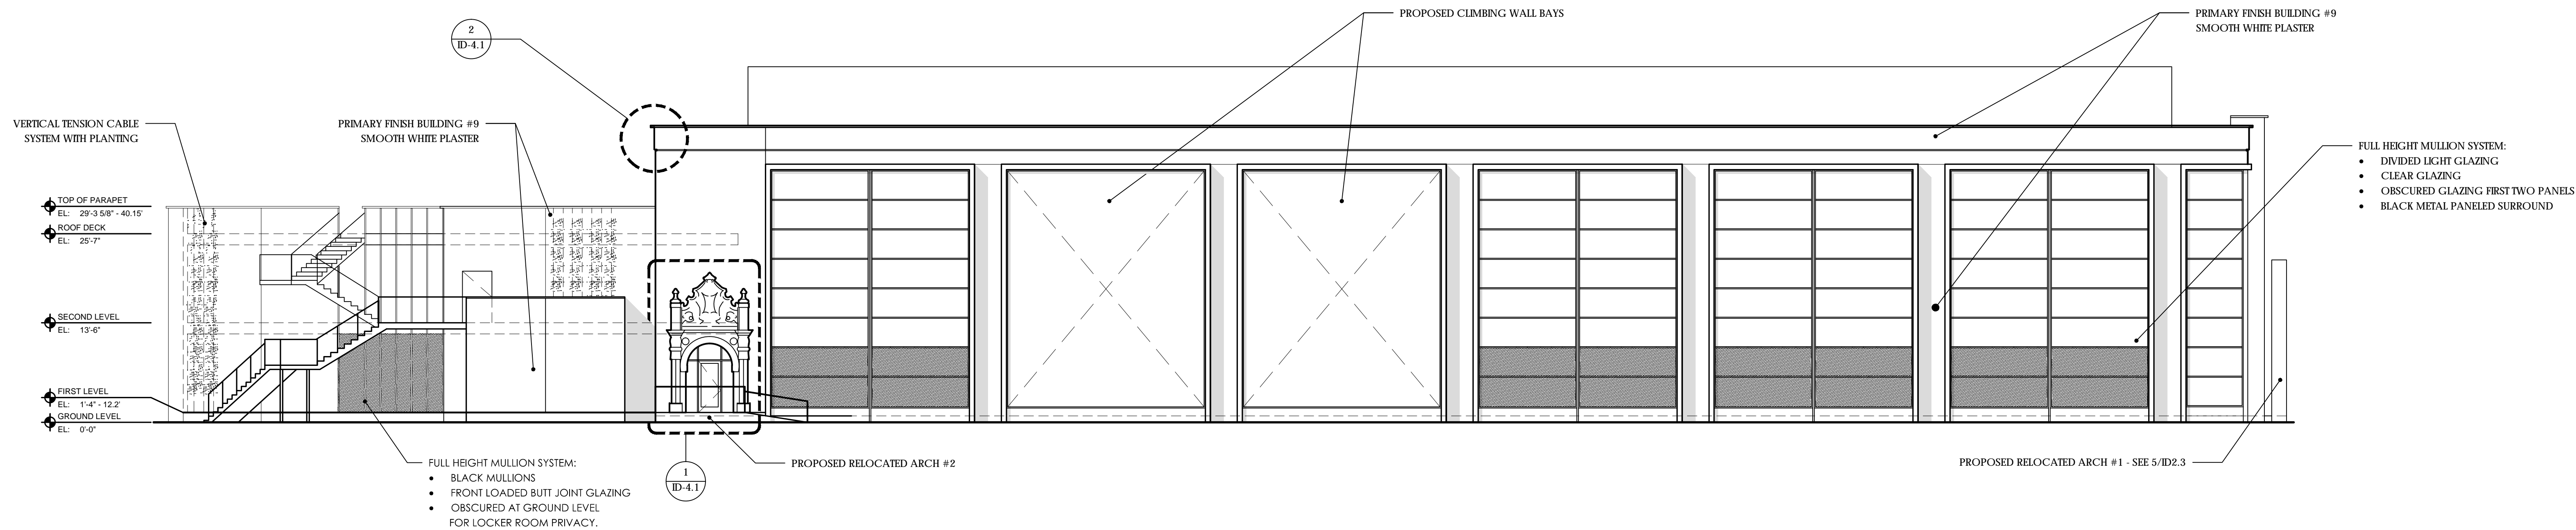 PROPOSED CLIMBING WALL BAYS
PRIMARY FINISH BUILDING #9
SMOOTH WHITE PLASTER
2
ID-4.1
VERTICAL TENSION CABLE
SYSTEM WITH PLANTING
PRIMARY FINISH BUILDING #9
SMOOTH WHITE PLASTER
FULL HEIGHT MULLION SYSTEM:
• DIVIDED LIGHT GLAZING
• CLEAR GLAZING
• OBSCURED GLAZING FIRST TWO PANELS
• BLACK METAL PANELED SURROUND
TOP OF PARAPET
EL: 29'-3 5/8" - 40.15'
ROOF DECK
EL: 25'-7"
SECOND LEVEL
EL: 13'-6"
FIRST LEVEL
EL: 1'-4" - 12.2'
GROUND LEVEL
EL: 0'-0"
FULL HEIGHT MULLION SYSTEM:
• BLACK MULLIONS
• FRONT LOADED BUTT JOINT GLAZING
• OBSCURED AT GROUND LEVEL
FOR LOCKER ROOM PRIVACY.
1
ID-4.1
PROPOSED RELOCATED ARCH #2
PROPOSED RELOCATED ARCH #1 - SEE 5/ID2.3